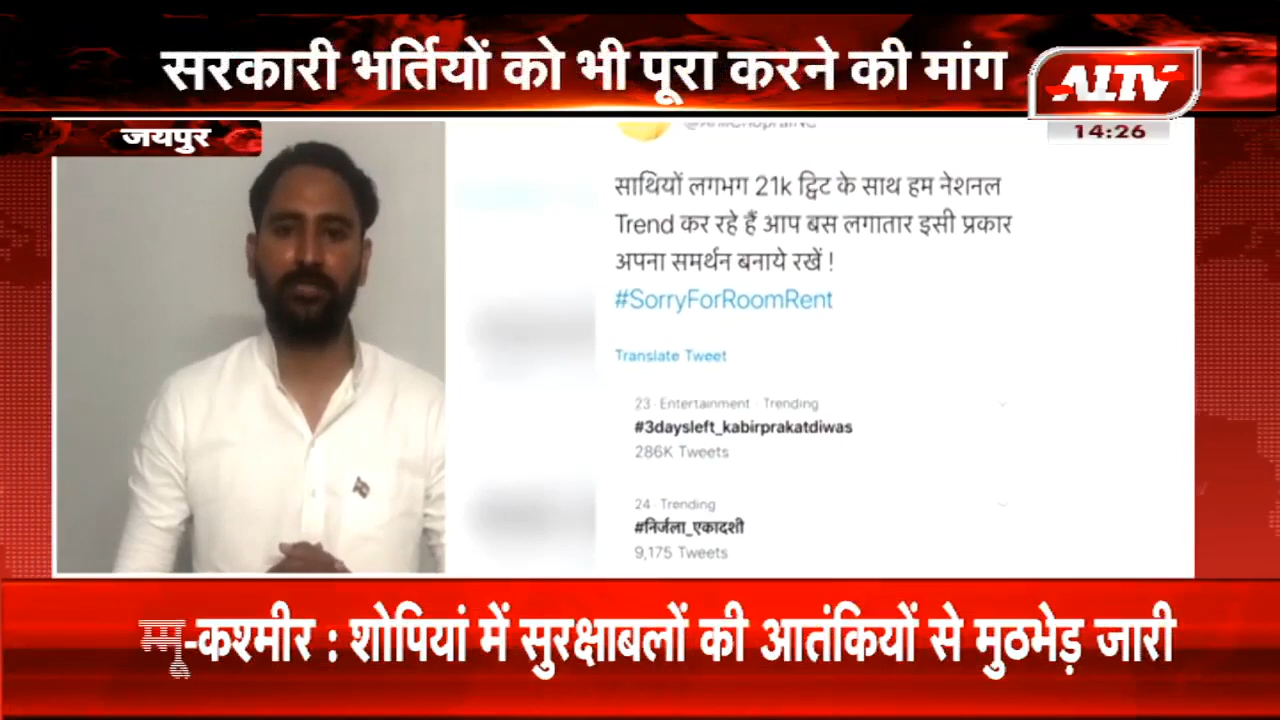 सरकारी भर्तियों को भी पूरा करने की मांग
ALTV
14:26
जयपुर
साथियों लगभग 21k ट्विट के साथ हम नेशनल
Trend कर रहे हैं आप बस लगातार इसी प्रकार
अपना समर्थन बनाये रखें !
#SorryForRoomRent
Translate Tweet
23 · Entertainment · Trending
#3daysleft_kabirprakatdiwas
286K Tweets
24 · Trending
#निर्जला_एकादशी
9,175 Tweets
-कश्मीर : शोपियां में सुरक्षाबलों की आतंकियों से मुठभेड़ जारी